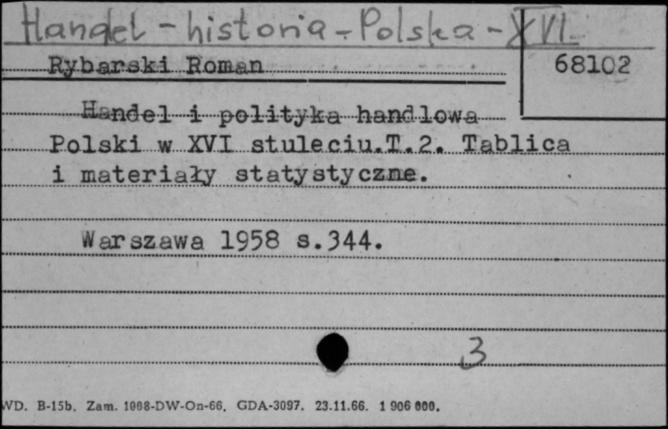 Handel - historia - Polska - XVI
Rybarski Roman
68102
Handel i polityka handlowa
Polski w XVI stuleciu.T.2. Tablica
i materiały statystyczne.
Warszawa 1958 s.344.
3
WD. B-15b. Zam. 1008-DW-On-66. GDA-3097. 23.11.66. 1 906 000.